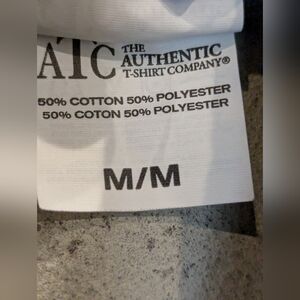 ATC THE
AUTHENTIC
T-SHIRT COMPANY®
50% COTTON 50% POLYESTER
50% COTON 50% POLYESTER
M/M